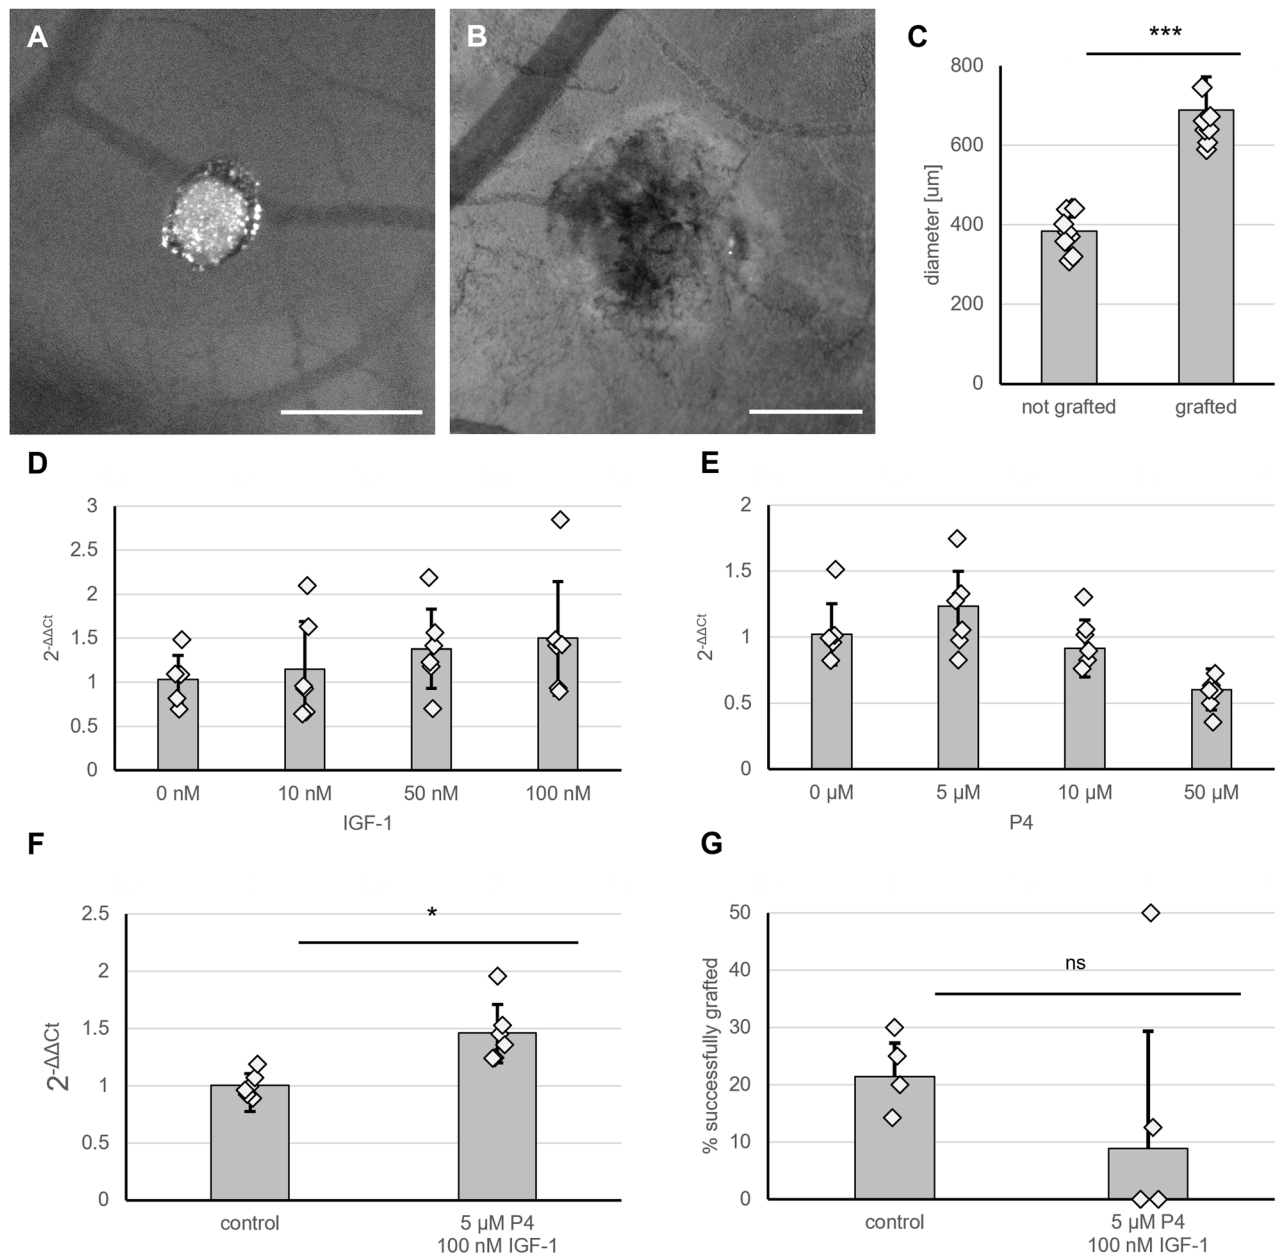 A
B
C
***
800
600
400
200
0
diameter [um]
not grafted
grafted
D
3
2.5
2
1.5
1
0.5
0
2-ΔΔCt
0 nM
10 nM
50 nM
100 nM
IGF-1
E
2
1.5
1
0.5
0
2-ΔΔCt
0 µM
5 µM
10 µM
50 µM
P4
F
*
2.5
2
1.5
1
0.5
0
2-ΔΔCt
control
5 µM P4
100 nM IGF-1
G
ns
50
40
30
20
10
0
% successfully grafted
control
5 µM P4
100 nM IGF-1